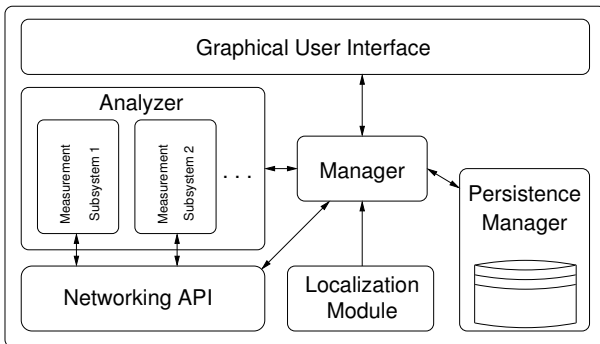 Graphical User Interface
Analyzer
Measurement
Subsystem 1
Measurement
Subsystem 2
. . .
Manager
Persistence
Manager
Networking API
Localization
Module